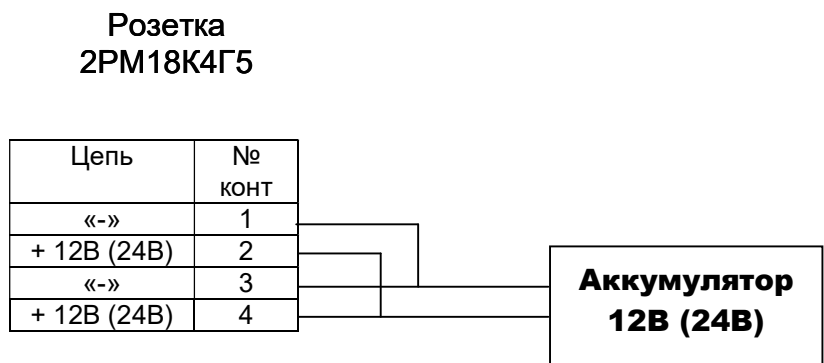 Розетка
2РМ18К4Г5
Цепь № конт
«-» 1
+ 12В (24В) 2
«-» 3
+ 12В (24В) 4
Аккумулятор
12В (24В)